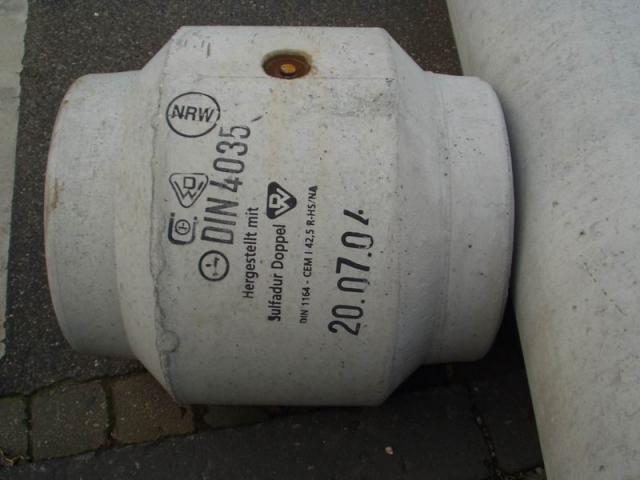 NRW
DIN 4035
Hergestellt mit
Sulfadur Doppel
DIN 1164 - CEM I 42,5 R-HS/NA
20.07.04